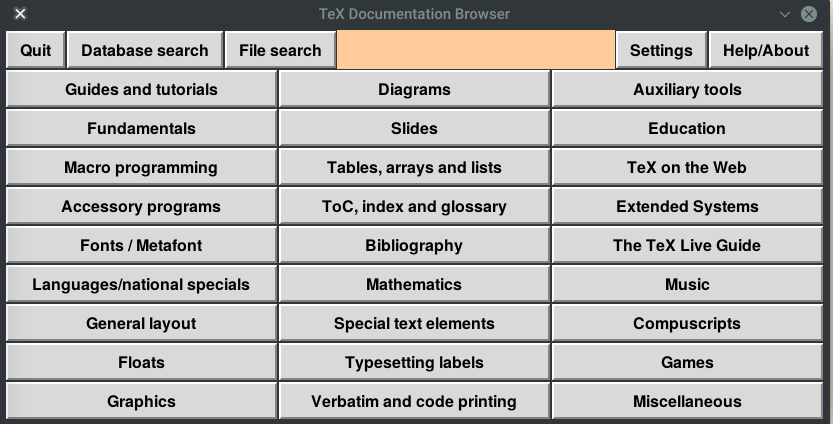 TeX Documentation Browser
Quit Database search File search Settings Help/About
Guides and tutorials Diagrams Auxiliary tools
Fundamentals Slides Education
Macro programming Tables, arrays and lists TeX on the Web
Accessory programs ToC, index and glossary Extended Systems
Fonts / Metafont Bibliography The TeX Live Guide
Languages/national specials Mathematics Music
General layout Special text elements Compuscripts
Floats Typesetting labels Games
Graphics Verbatim and code printing Miscellaneous